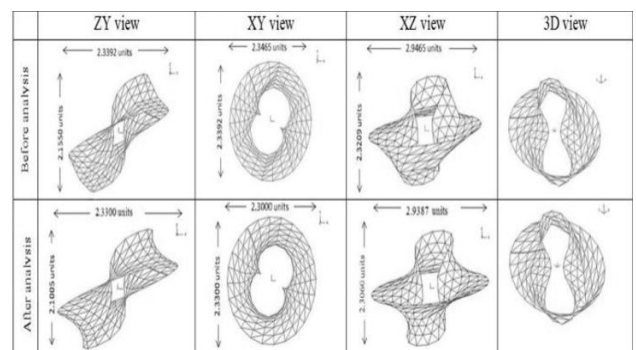 ZY view
XY view
XZ view
3D view
Before analysis
2.3392 units
2.1550 units
2.3465 units
2.3392 units
2.9465 units
2.3209 units
After analysis
2.3300 units
2.1005 units
2.3000 units
2.3300 units
2.9387 units
2.3060 units